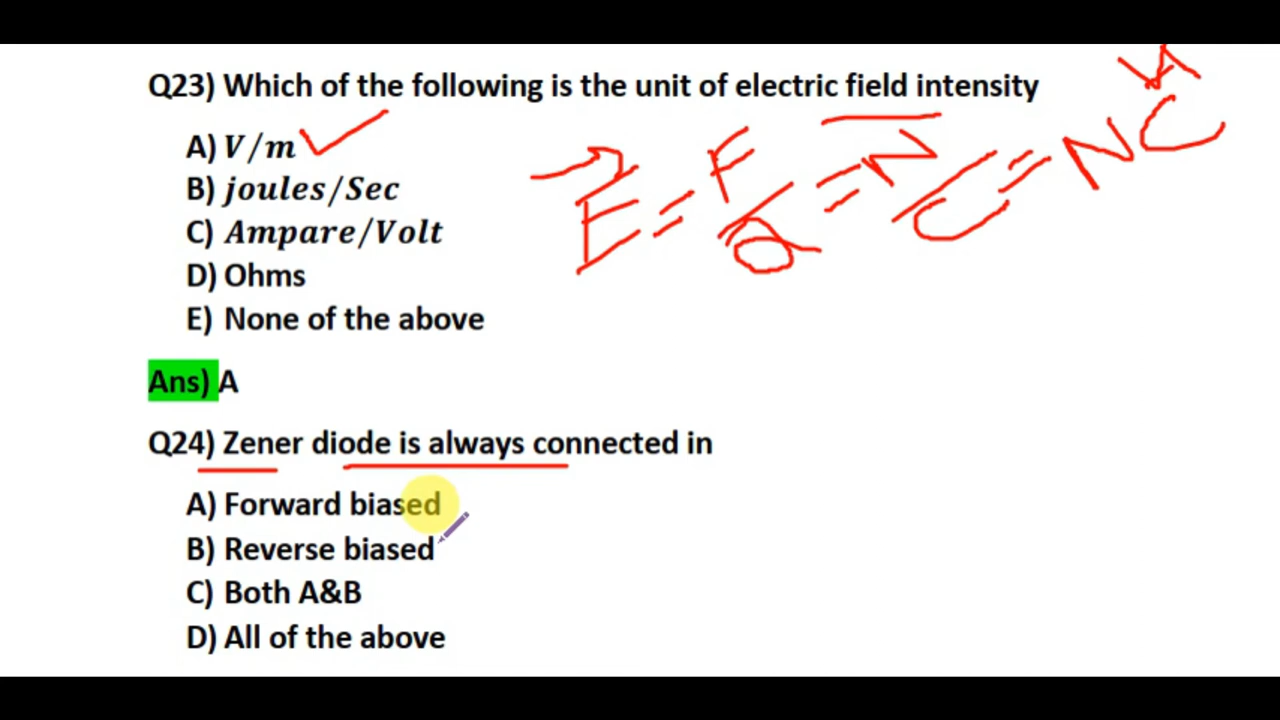 Q23) Which of the following is the unit of electric field intensity
A) V/m
B) joules/Sec
C) Ampare/Volt
D) Ohms
E) None of the above
E = F/Q = N/C = NC
Ans) A
Q24) Zener diode is always connected in
A) Forward biased
B) Reverse biased
C) Both A&B
D) All of the above